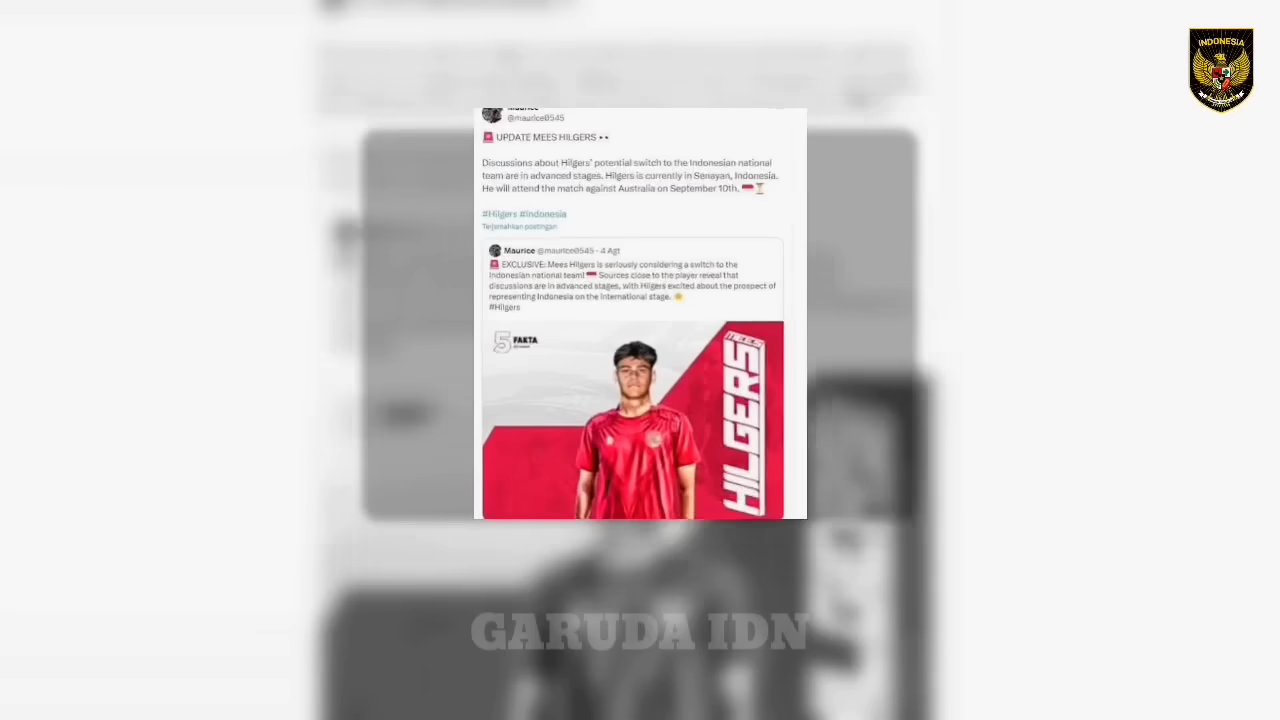 INDONESIA
Maurice
@maurice0545
UPDATE MEES HILGERS
Discussions about Hilgers' potential switch to the Indonesian national
team are in advanced stages. Hilgers is currently in Senayan, Indonesia.
He will attend the match against Australia on September 10th.
#Hilgers #Indonesia
Terjemahkan postingan
Maurice @maurice0545 - 4 Agt
EXCLUSIVE: Mees Hilgers is seriously considering a switch to the
Indonesian national team! Sources close to the player reveal that
discussions are in advanced stages, with Hilgers excited about the prospect of
representing Indonesia on the international stage.
#Hilgers
5 FAKTA
MEES
HILGERS
GARUDA IDN